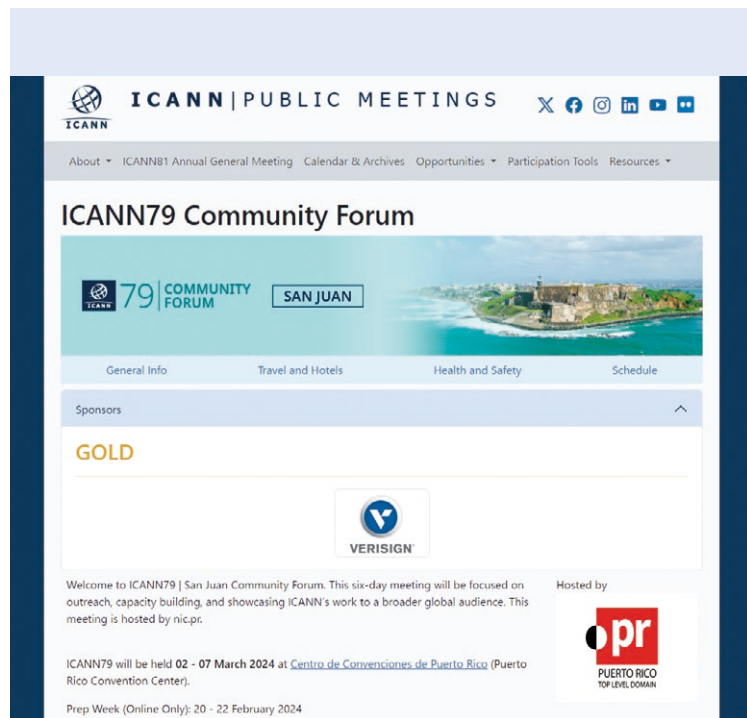 ICANN
ICANN|PUBLIC MEETINGS
About ICANN81 Annual General Meeting Calendar & Archives Opportunities Participation Tools Resources
ICANN79 Community Forum
ICANN
79 COMMUNITY
FORUM
SAN JUAN
General Info Travel and Hotels Health and Safety Schedule
Sponsors
GOLD
VERISIGN
Welcome to ICANN79 | San Juan Community Forum. This six-day meeting will be focused on
outreach, capacity building, and showcasing ICANN's work to a broader global audience. This
meeting is hosted by nic.pr.
ICANN79 will be held 02 - 07 March 2024 at Centro de Convenciones de Puerto Rico (Puerto
Rico Convention Center).
Prep Week (Online Only): 20 - 22 February 2024
Hosted by
pr
PUERTO RICO
TOP LEVEL DOMAIN